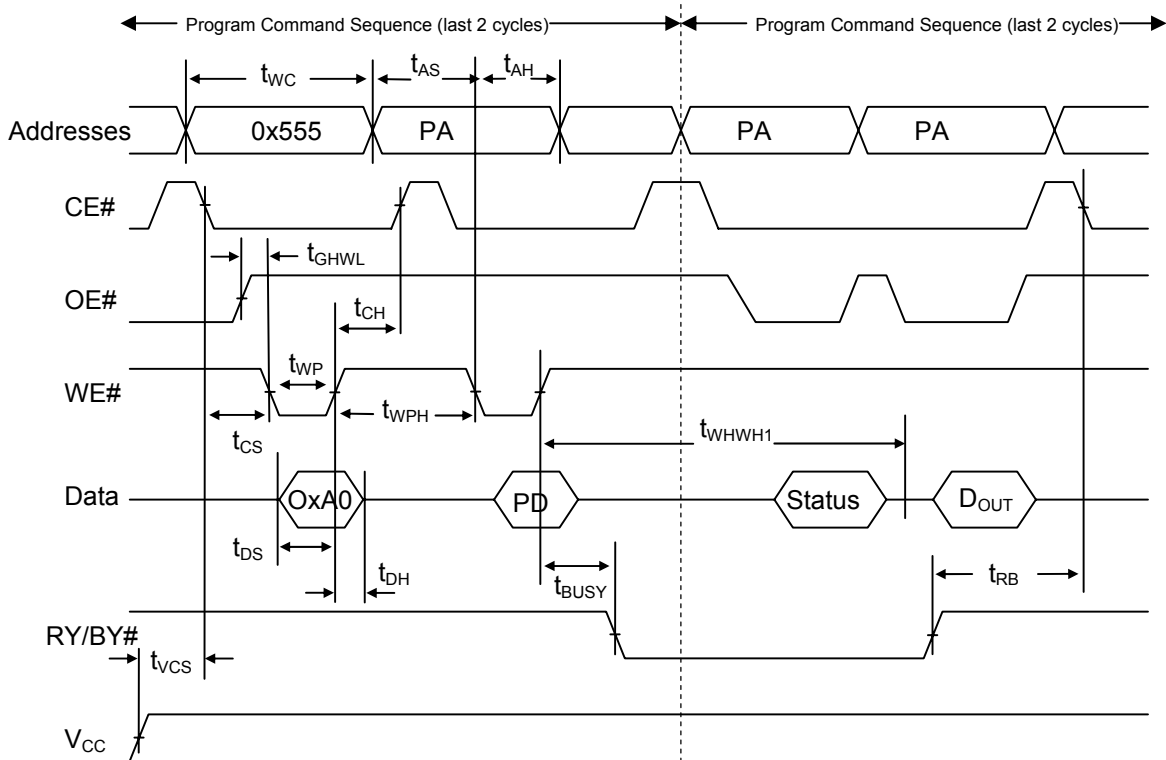 Program Command Sequence (last 2 cycles) Program Command Sequence (last 2 cycles)
tWC tAS tAH
Addresses 0x555 PA PA PA
CE#
tGHWL
OE#
tCH
tWP
WE#
tWPH tWHWH1
tCS
Data OxA0 PD Status DOUT
tDS tDH tBUSY tRB
RY/BY#
tVCS
VCC